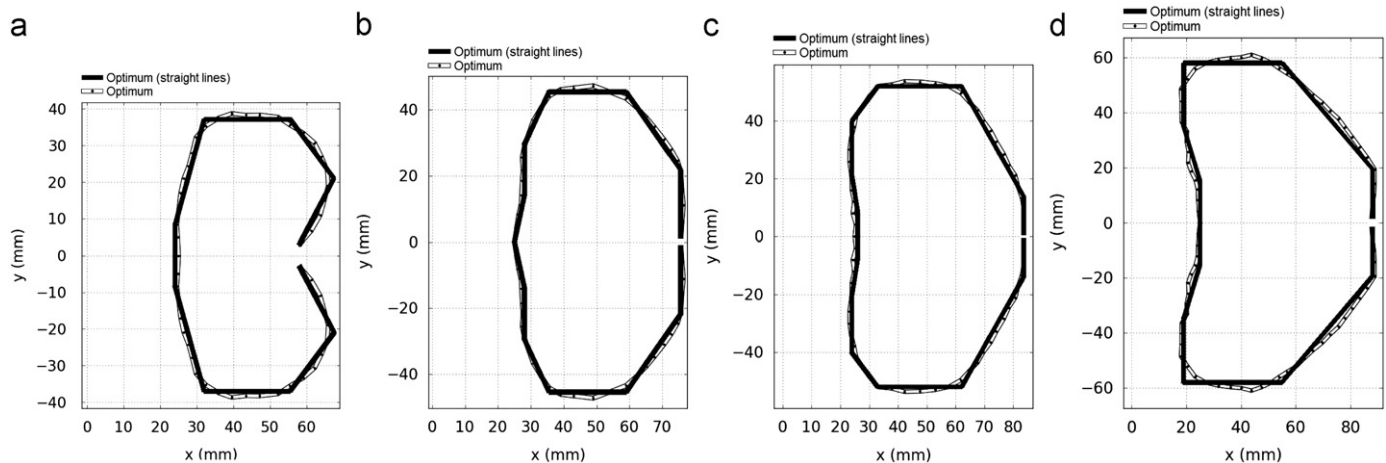 a
Optimum (straight lines)
Optimum
40
30
20
10
0
−10
−20
−30
−40
y (mm)
0 10 20 30 40 50 60
x (mm)
b
Optimum (straight lines)
Optimum
40
20
0
−20
−40
y (mm)
0 10 20 30 40 50 60 70
x (mm)
c
Optimum (straight lines)
Optimum
40
20
0
−20
−40
y (mm)
0 10 20 30 40 50 60 70 80
x (mm)
d
Optimum (straight lines)
Optimum
60
40
20
0
−20
−40
−60
y (mm)
0 20 40 60 80
x (mm)